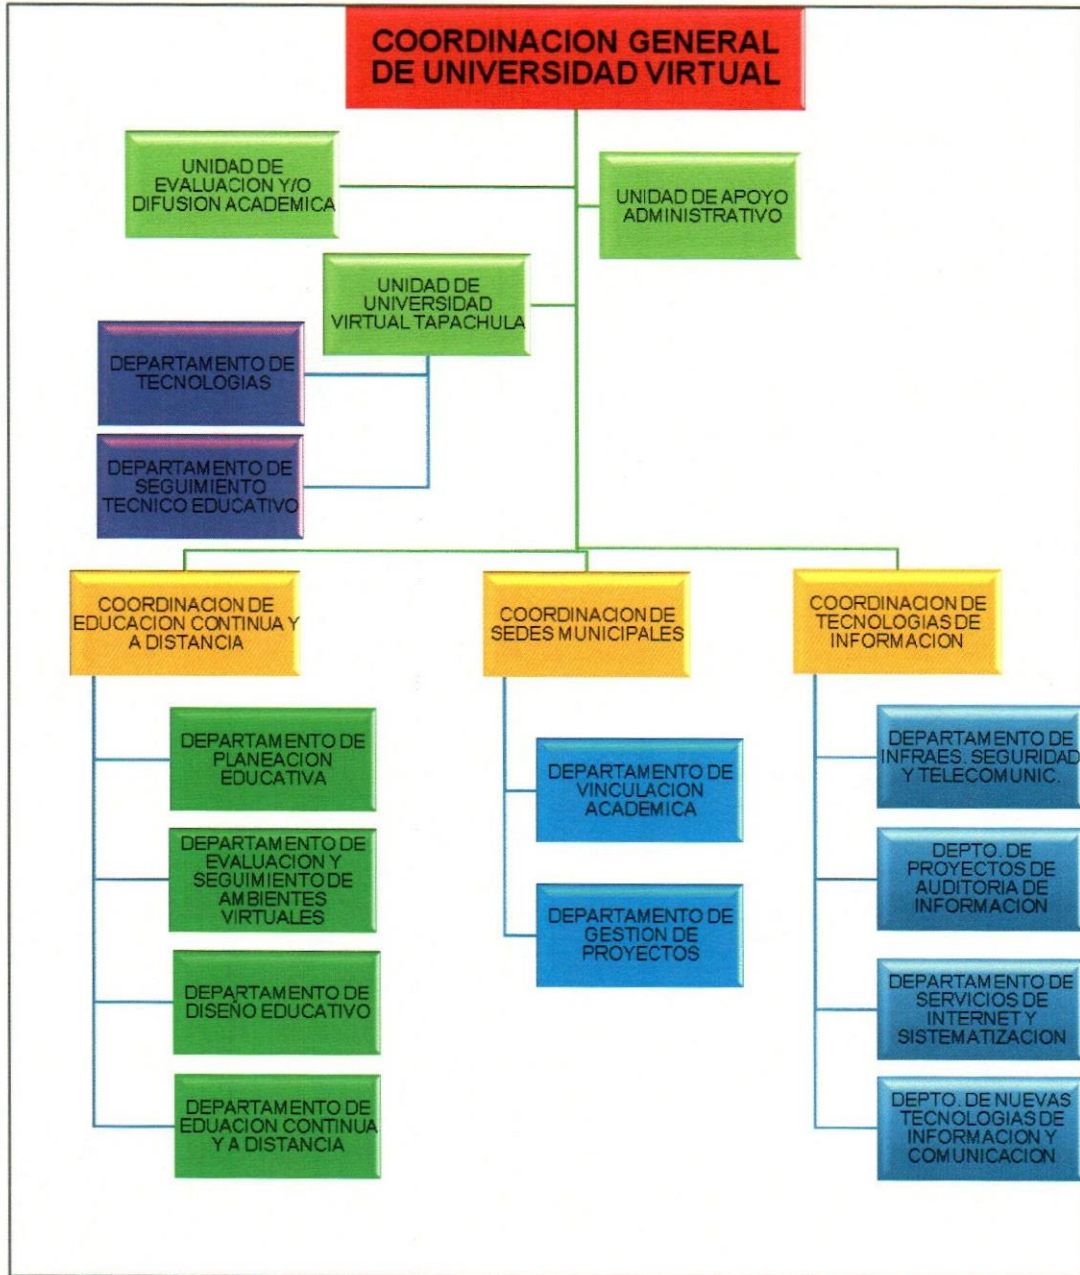 COORDINACION GENERAL
DE UNIVERSIDAD VIRTUAL
UNIDAD DE
EVALUACION Y/O
DIFUSION ACADEMICA
UNIDAD DE APOYO
ADMINISTRATIVO
UNIDAD DE
UNIVERSIDAD
VIRTUAL TAPACHULA
DEPARTAMENTO DE
TECNOLOGIAS
DEPARTAMENTO DE
SEGUIMIENTO
TECNICO EDUCATIVO
COORDINACION DE
EDUCACION CONTINUA Y
A DISTANCIA
COORDINACION DE
SEDES MUNICIPALES
COORDINACION DE
TECNOLOGIAS DE
INFORMACION
DEPARTAMENTO DE
PLANEACION
EDUCATIVA
DEPARTAMENTO DE
EVALUACION Y
SEGUIMIENTO DE
AMBIENTES
VIRTUALES
DEPARTAMENTO DE
DISEÑO EDUCATIVO
DEPARTAMENTO DE
EDUACION CONTINUA
Y A DISTANCIA
DEPARTAMENTO DE
VINCULACION
ACADEMICA
DEPARTAMENTO DE
GESTION DE
PROYECTOS
DEPARTAMENTO DE
INFRAES. SEGURIDAD
Y TELECOMUNIC.
DEPTO. DE
PROYECTOS DE
AUDITORIA DE
INFORMACION
DEPARTAMENTO DE
SERVICIOS DE
INTERNET Y
SISTEMATIZACION
DEPTO. DE NUEVAS
TECNOLOGIAS DE
INFORMACION Y
COMUNICACION